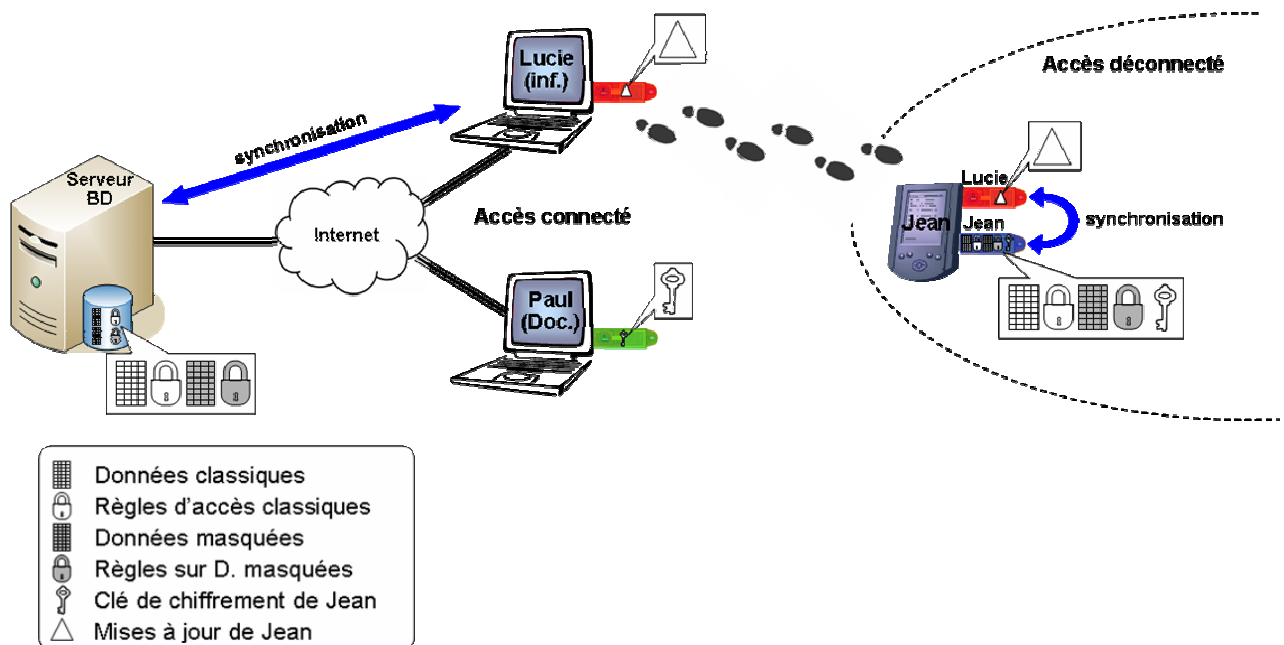 Lucie
(inf.)
Accès déconnecté
synchronisation
Serveur
BD
Lucie
Accès connecté
Jean
Jean
synchronisation
Internet
Paul
(Doc.)
Données classiques
Règles d'accès classiques
Données masquées
Règles sur D. masquées
Clé de chiffrement de Jean
Mises à jour de Jean